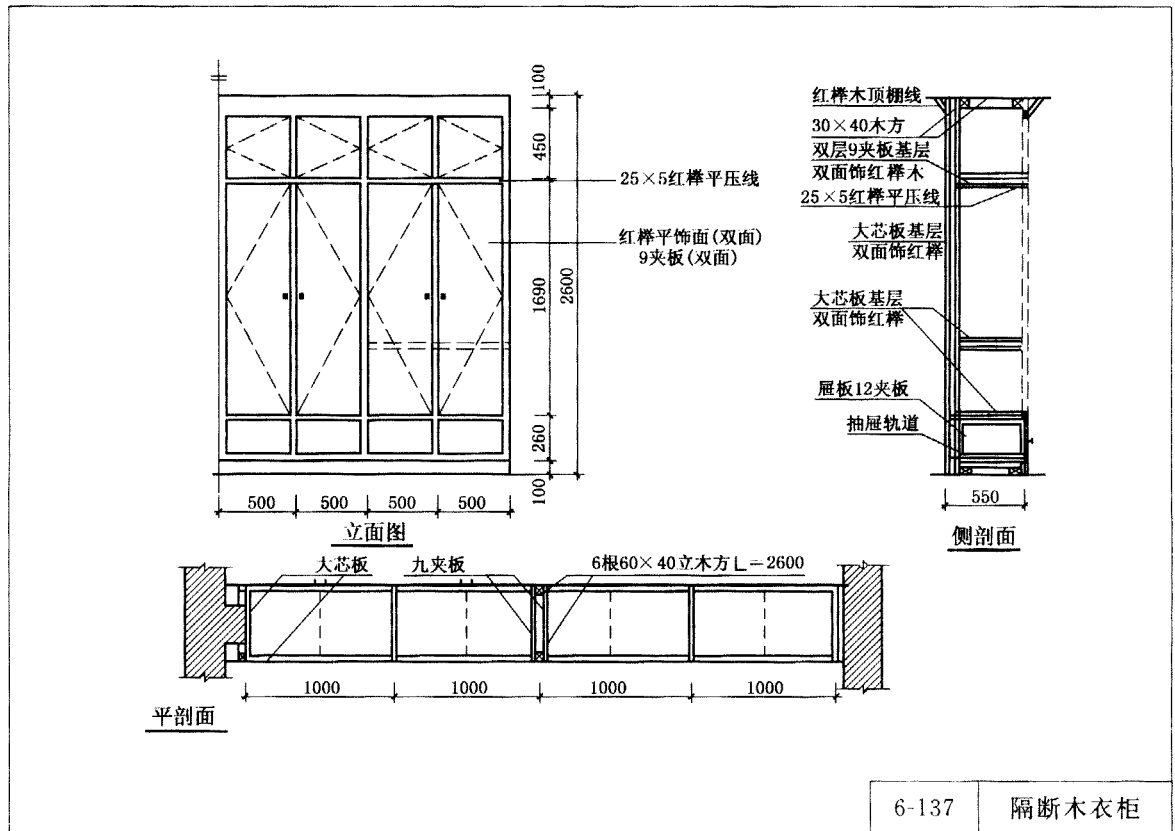 100
450
25×5红榉平压线
红榉平饰面(双面)
9夹板(双面)
1690
2600
260
100
500 500 500 500
立面图
红榉木顶棚线
30×40木方
双层9夹板基层
双面饰红榉木
25×5红榉平压线
大芯板基层
双面饰红榉
大芯板基层
双面饰红榉
屉板12夹板
抽屉轨道
550
侧剖面
大芯板 九夹板 6根60×40立木方 L=2600
1000 1000 1000 1000
平剖面
6-137 隔断木衣柜